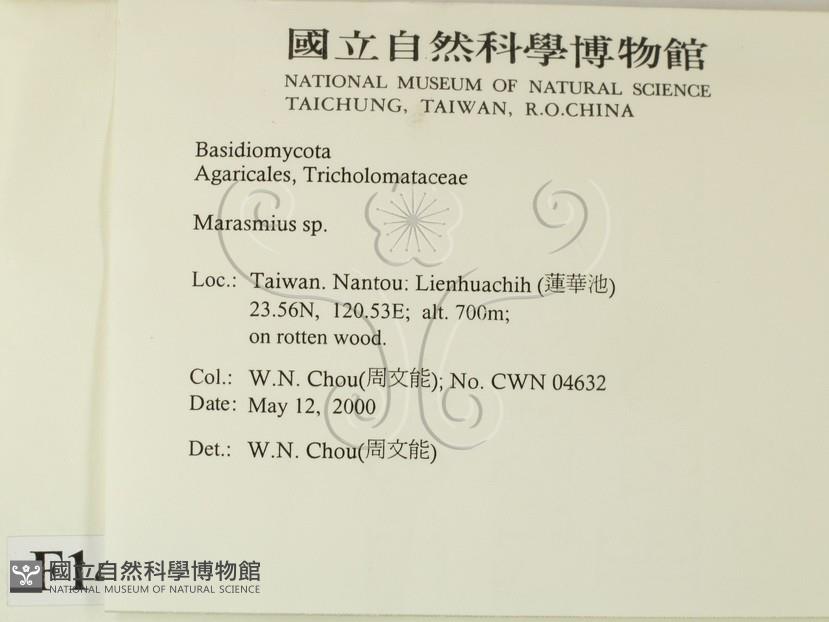 國立自然科學博物館
NATIONAL MUSEUM OF NATURAL SCIENCE
TAICHUNG, TAIWAN, R.O.CHINA
Basidiomycota
Agaricales, Tricholomataceae
Marasmius sp.
Loc.: Taiwan. Nantou: Lienhuachih (蓮華池)
23.56N, 120.53E; alt. 700m;
on rotten wood.
Col.: W.N. Chou(周文能); No. CWN 04632
Date: May 12, 2000
Det.: W.N. Chou(周文能)
國立自然科學博物館
NATIONAL MUSEUM OF NATURAL SCIENCE